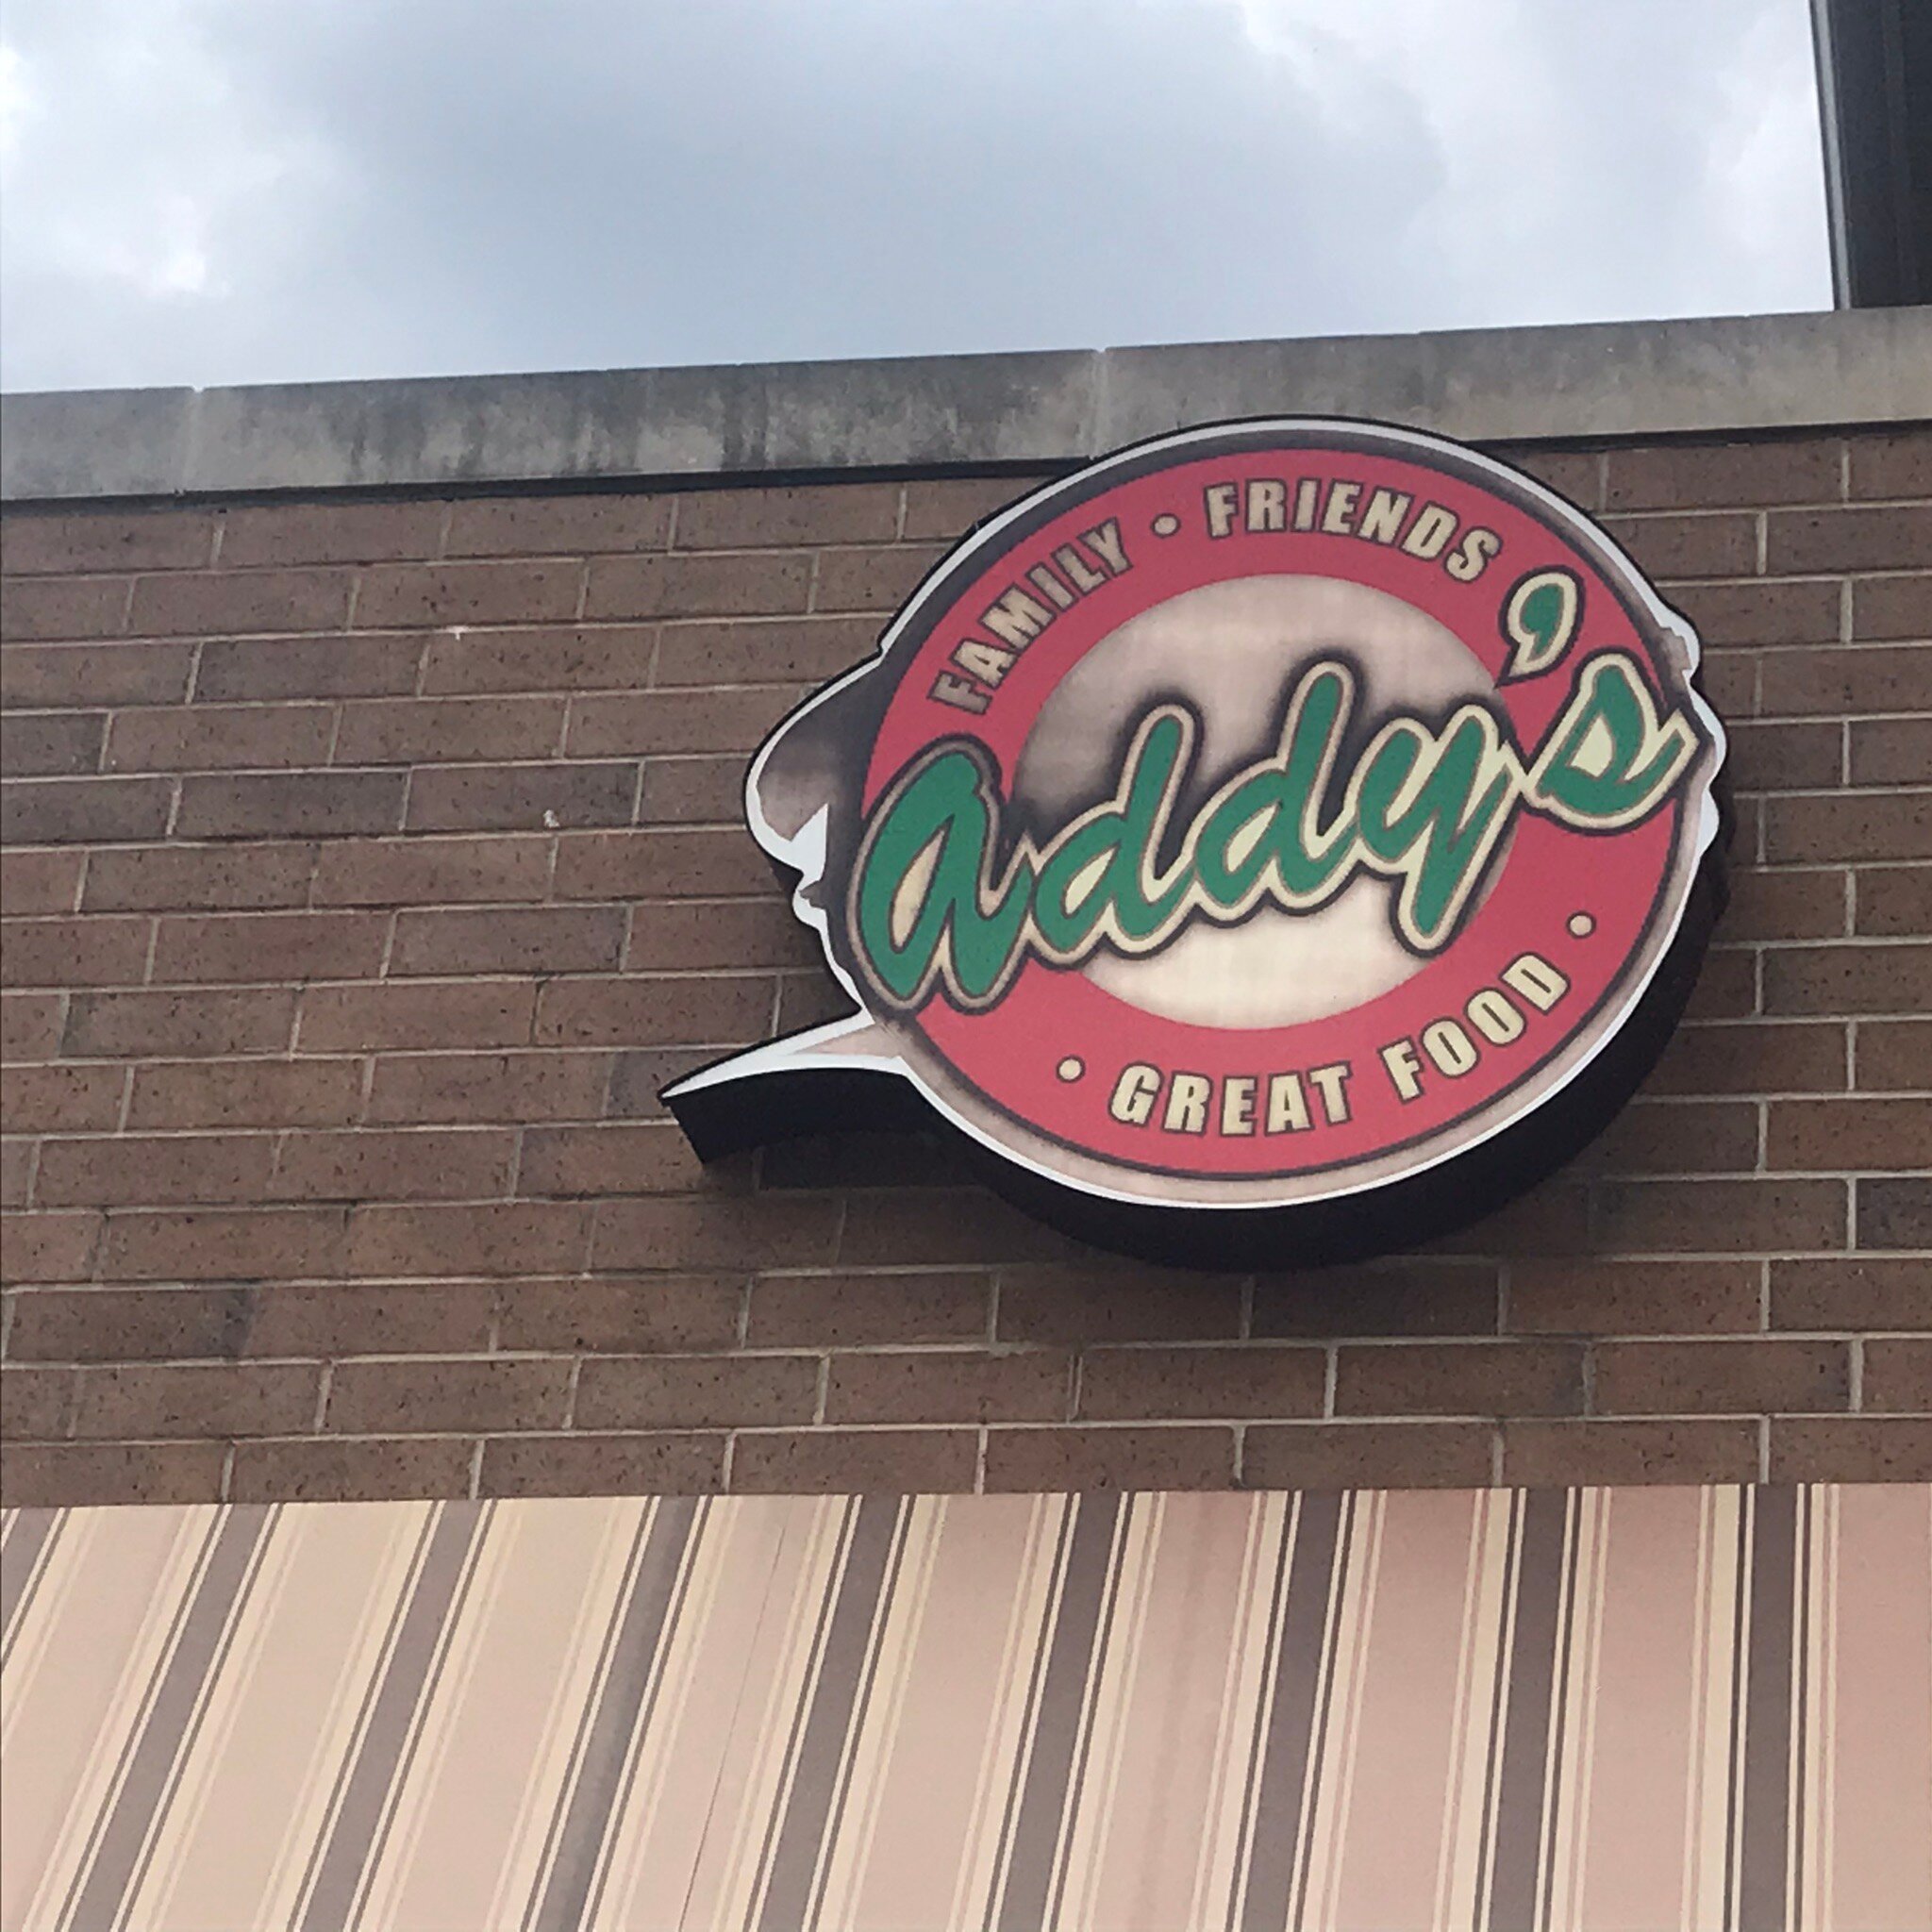 FAMILY • FRIENDS
addy's
• GREAT FOOD •